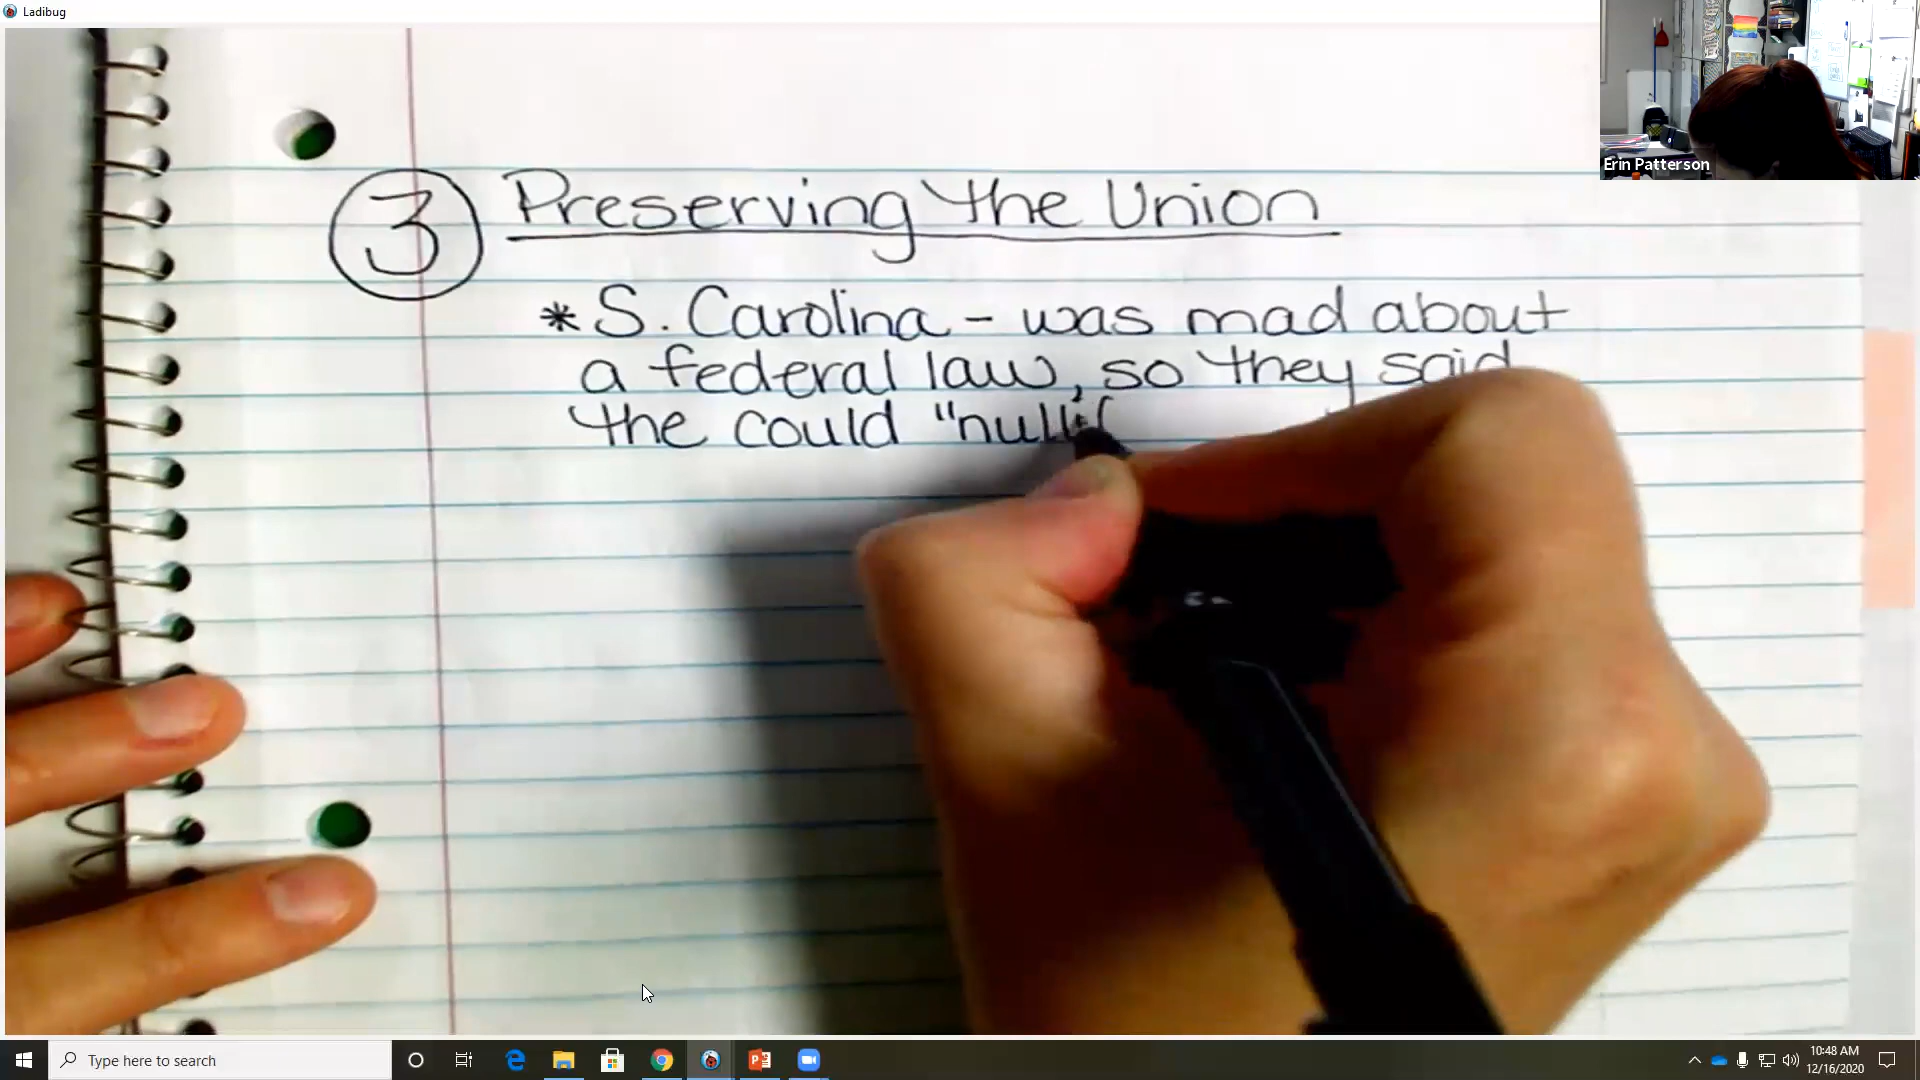 Ladibug
Erin Patterson
3 Preserving the Union
* S. Carolina - was mad about
a federal law, so they said
the could "nullif
Type here to search
10:48 AM
12/16/2020